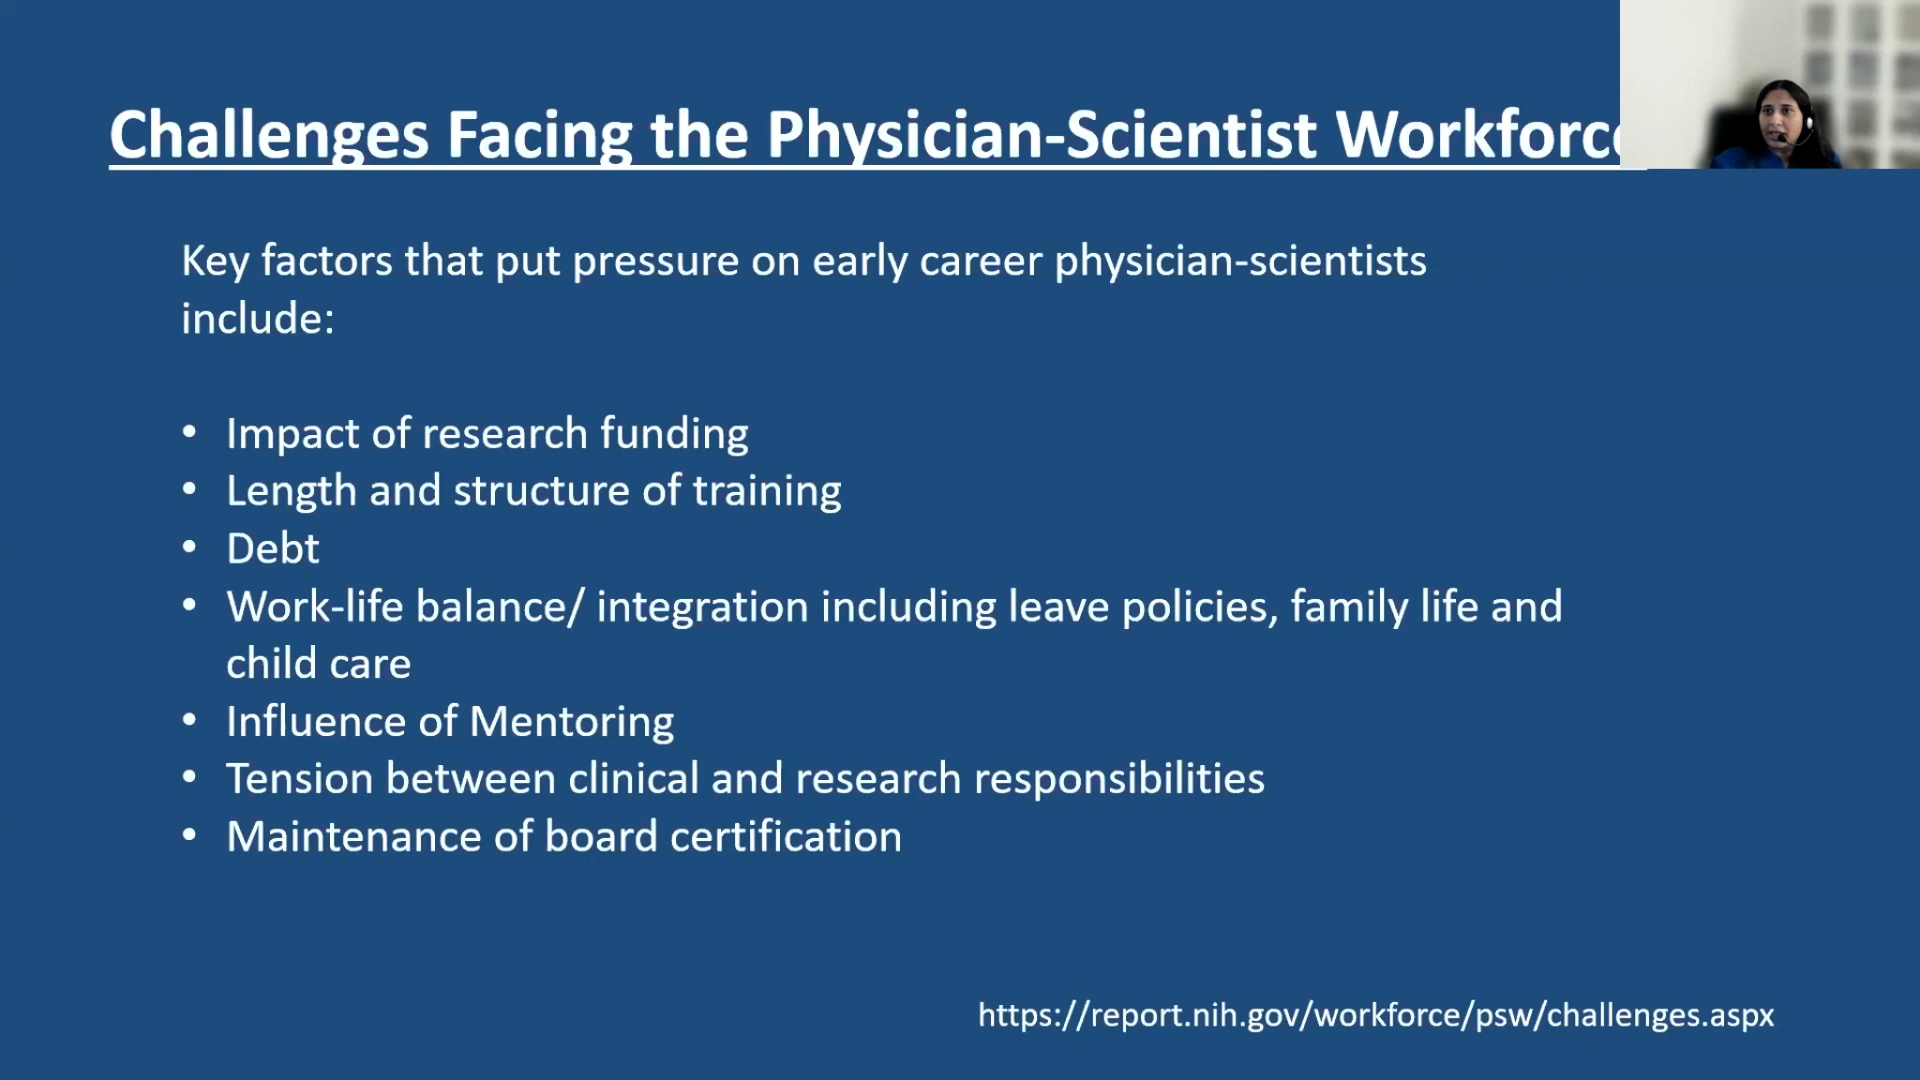 Challenges Facing the Physician-Scientist Workforce
Key factors that put pressure on early career physician-scientists
include:
• Impact of research funding
• Length and structure of training
• Debt
• Work-life balance/ integration including leave policies, family life and
child care
• Influence of Mentoring
• Tension between clinical and research responsibilities
• Maintenance of board certification
https://report.nih.gov/workforce/psw/challenges.aspx